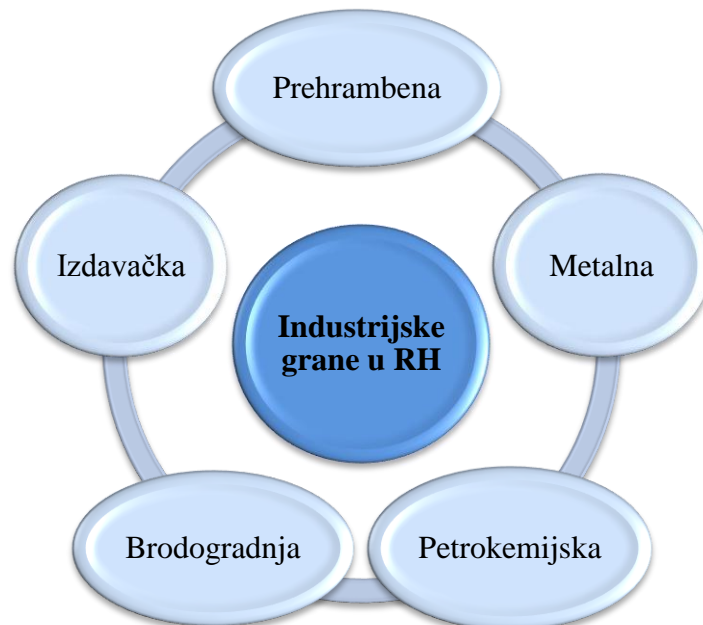 Prehrambena
Izdavačka
Metalna
Industrijske
grane u RH
Brodogradnja
Petrokemijska